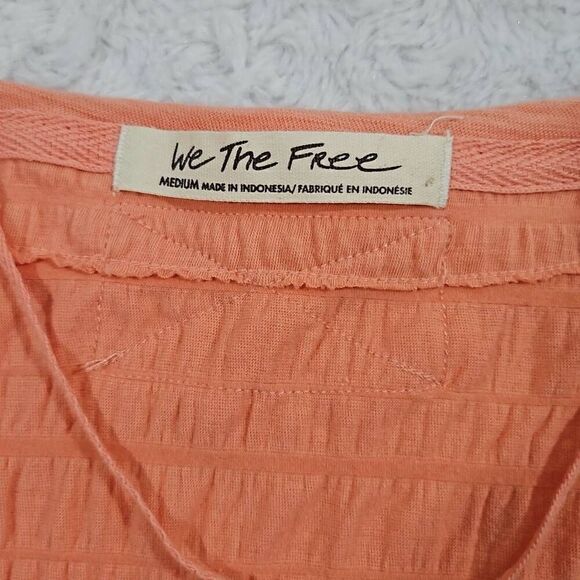 We The Free
MEDIUM MADE IN INDONESIA/ FABRIQUÉ EN INDONÉSIE